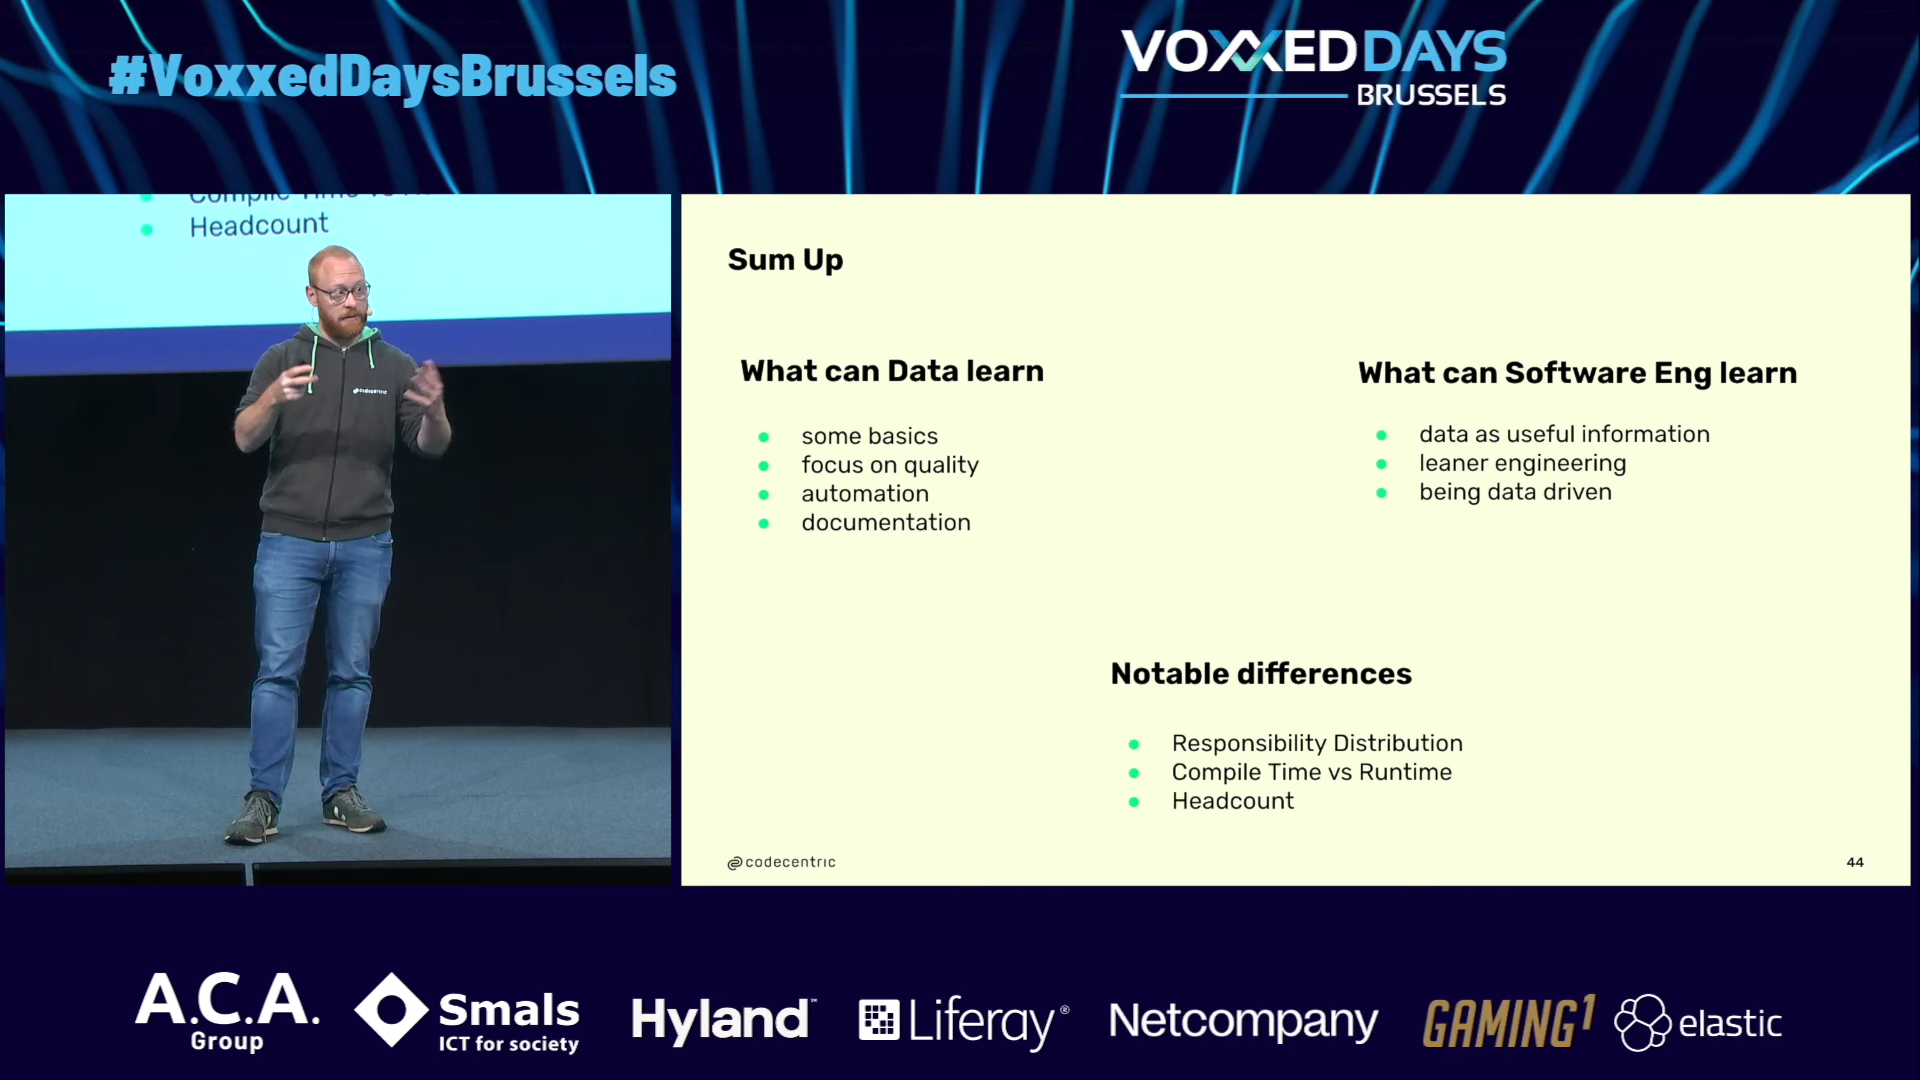 #VoxxedDaysBrussels
VOXXEDDAYS
BRUSSELS
Headcount
codecentric
Sum Up
What can Data learn
some basics
focus on quality
automation
documentation
What can Software Eng learn
data as useful information
leaner engineering
being data driven
Notable differences
Responsibility Distribution
Compile Time vs Runtime
Headcount
codecentric
44
A.C.A.
Group
Smals
ICT for society
Hyland™
Liferay®
Netcompany
GAMING1
elastic